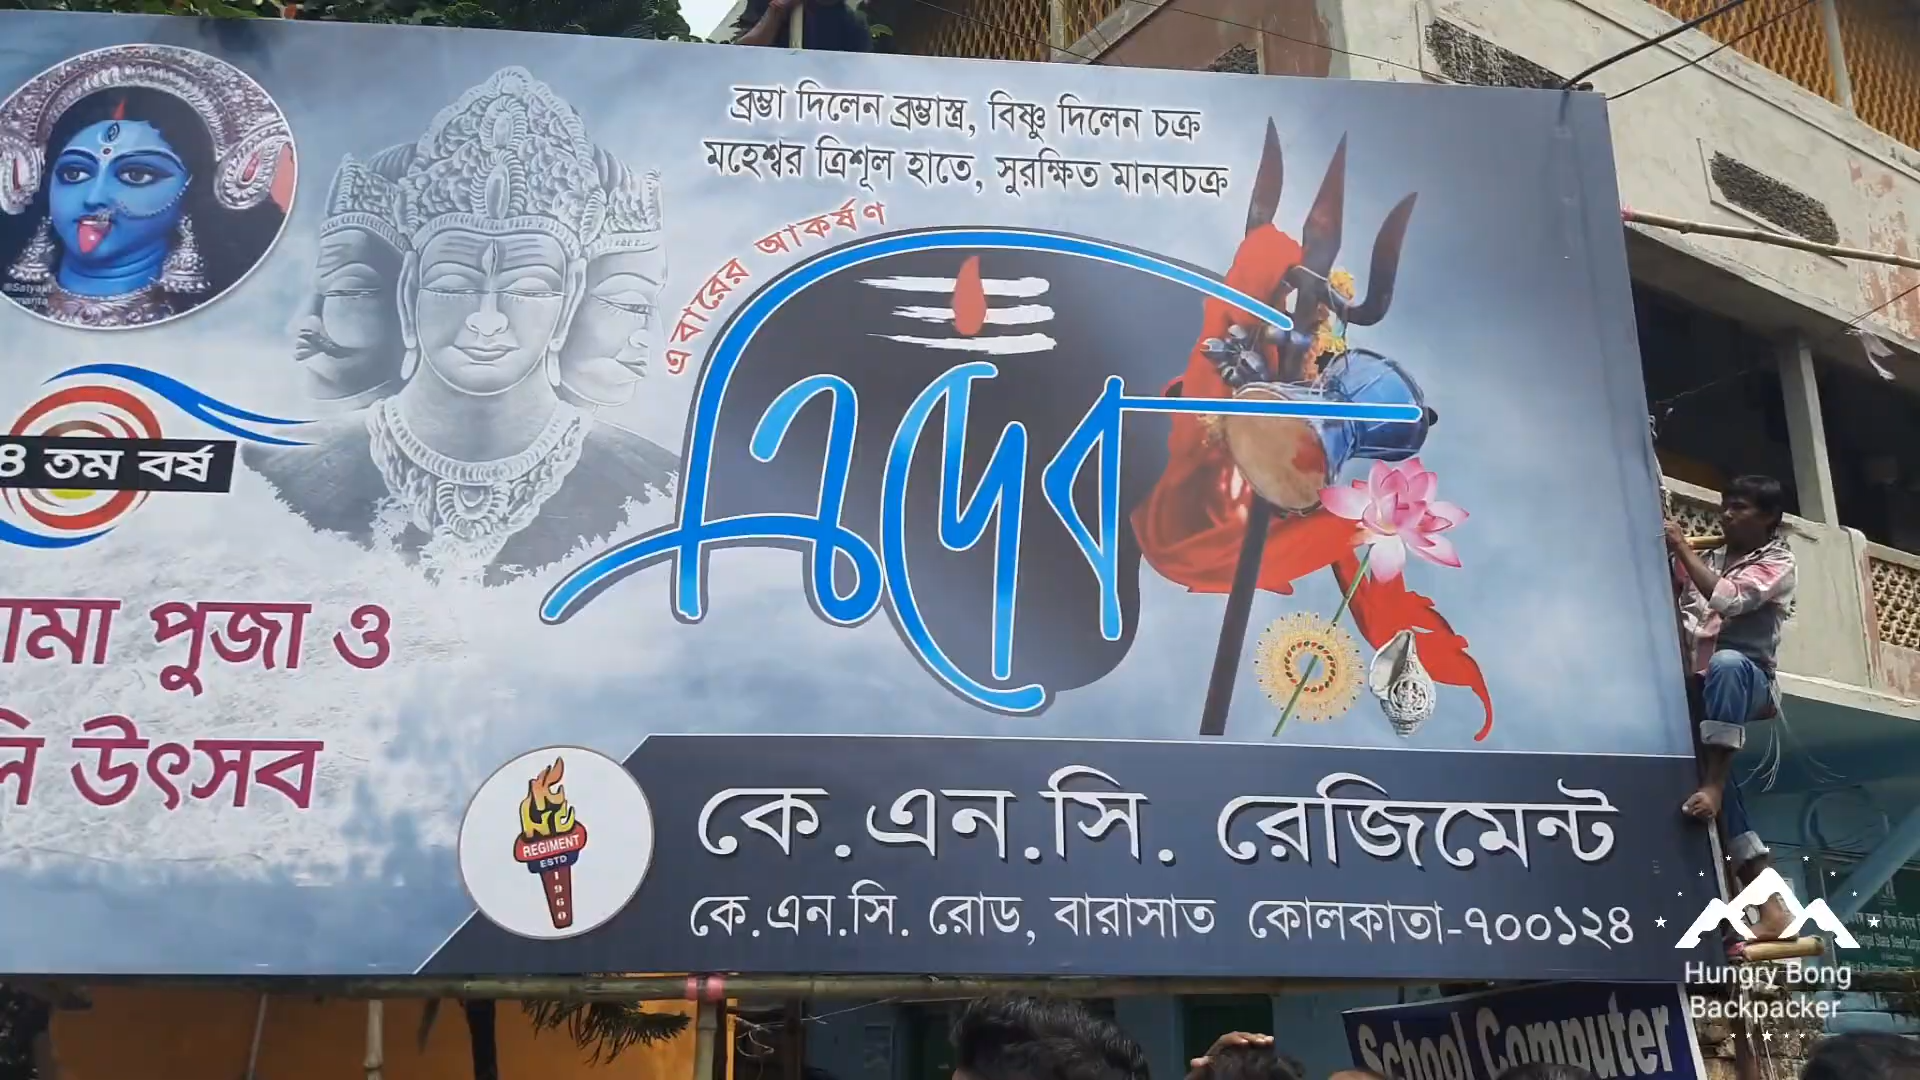 ব্রহ্মা দিলেন ব্রহ্মাস্ত্র, বিষ্ণু দিলেন চক্র
মহেশ্বর ত্রিশূল হাতে, সুরক্ষিত মানবচক্র
এবারের আকর্ষণ
ত্রিদেব
৪ তম বর্ষ
পুজা ও
উৎসব
KNC
REGIMENT
ESTD
1960
কে.এন.সি. রেজিমেন্ট
কে.এন.সি. রোড, বারাসাত কোলকাতা-৭০০১২৪
School Computer
Hungry Bong
Backpacker